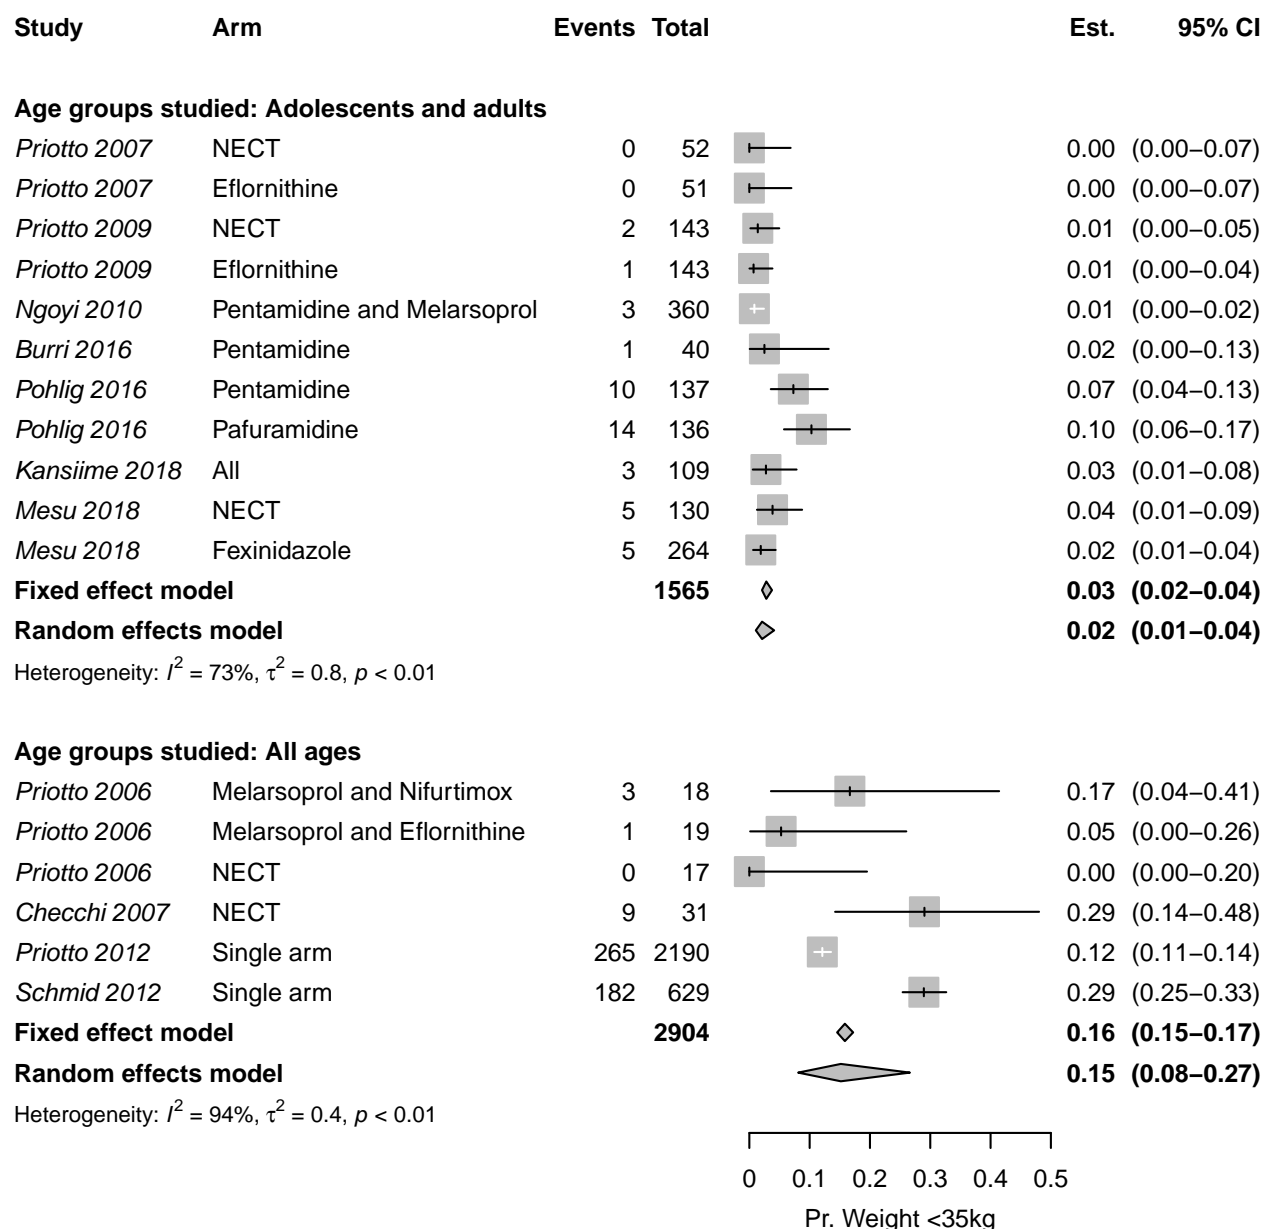 Study Arm Events Total Est. 95% CI
Age groups studied: Adolescents and adults
Priotto 2007 NECT 0 52 0.00 (0.00−0.07)
Priotto 2007 Eflornithine 0 51 0.00 (0.00−0.07)
Priotto 2009 NECT 2 143 0.01 (0.00−0.05)
Priotto 2009 Eflornithine 1 143 0.01 (0.00−0.04)
Ngoyi 2010 Pentamidine and Melarsoprol 3 360 0.01 (0.00−0.02)
Burri 2016 Pentamidine 1 40 0.02 (0.00−0.13)
Pohlig 2016 Pentamidine 10 137 0.07 (0.04−0.13)
Pohlig 2016 Pafuramidine 14 136 0.10 (0.06−0.17)
Kansiime 2018 All 3 109 0.03 (0.01−0.08)
Mesu 2018 NECT 5 130 0.04 (0.01−0.09)
Mesu 2018 Fexinidazole 5 264 0.02 (0.01−0.04)
Fixed effect model 1565 0.03 (0.02−0.04)
Random effects model 0.02 (0.01−0.04)
Heterogeneity: I² = 73%, τ² = 0.8, p < 0.01
Age groups studied: All ages
Priotto 2006 Melarsoprol and Nifurtimox 3 18 0.17 (0.04−0.41)
Priotto 2006 Melarsoprol and Eflornithine 1 19 0.05 (0.00−0.26)
Priotto 2006 NECT 0 17 0.00 (0.00−0.20)
Checchi 2007 NECT 9 31 0.29 (0.14−0.48)
Priotto 2012 Single arm 265 2190 0.12 (0.11−0.14)
Schmid 2012 Single arm 182 629 0.29 (0.25−0.33)
Fixed effect model 2904 0.16 (0.15−0.17)
Random effects model 0.15 (0.08−0.27)
Heterogeneity: I² = 94%, τ² = 0.4, p < 0.01
0 0.1 0.2 0.3 0.4 0.5
Pr. Weight <35kg